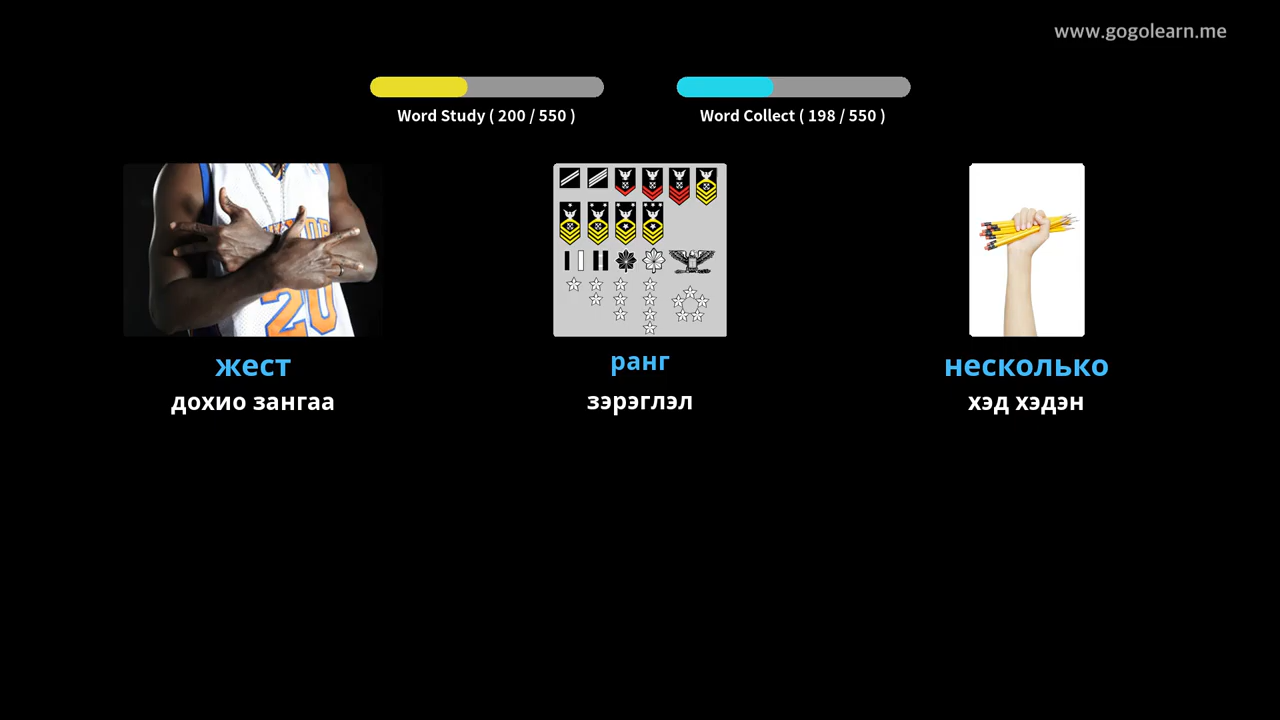 www.gogolearn.me
Word Study ( 200 / 550 )
Word Collect ( 198 / 550 )
20
жест
ранг
несколько
дохио зангаа
зэрэглэл
хэд хэдэн